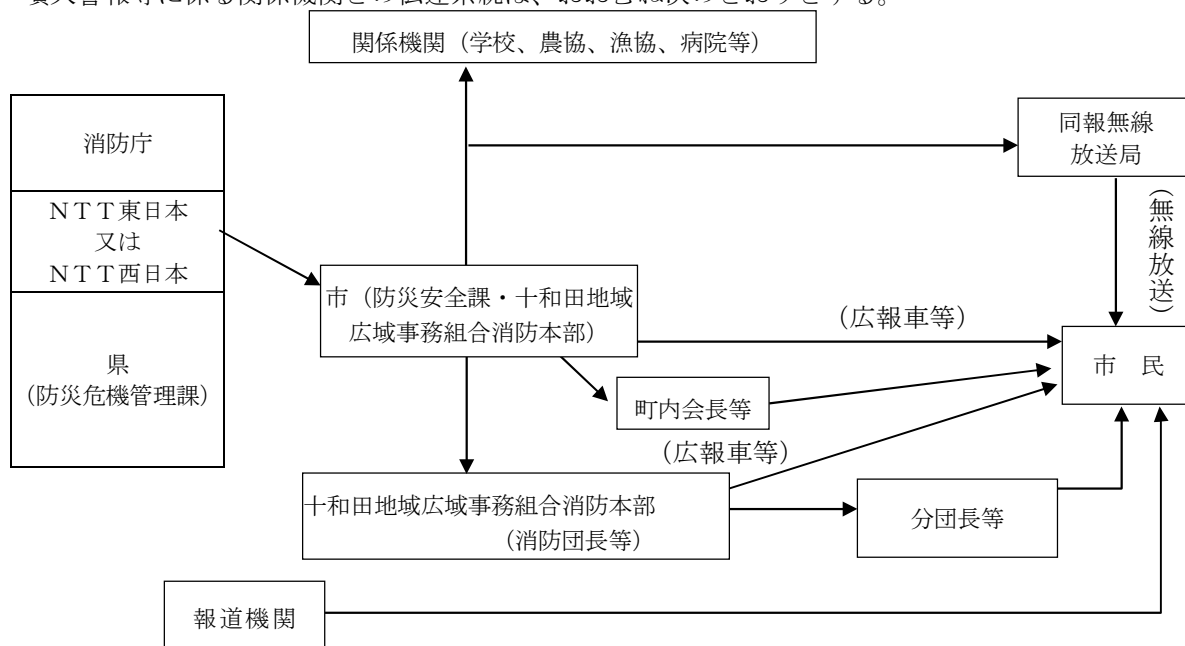 関係機関（学校、農協、漁協、病院等）
消防庁
同報無線
放送局
ＮＴＴ東日本
又は
ＮＴＴ西日本
（無線放送）
市（防災安全課・十和田地域
広域事務組合消防本部）
（広報車等）
県
（防災危機管理課）
市　民
町内会長等
（広報車等）
十和田地域広域事務組合消防本部
（消防団長等）
分団長等
報道機関